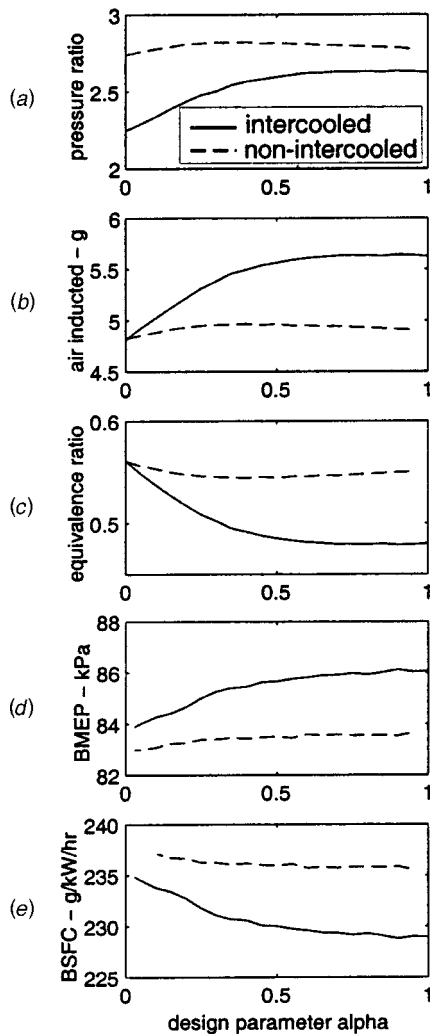 (a)
pressure ratio
3
2.5
2
intercooled
non-intercooled
0
0.5
1
(b)
air inducted – g
6
5.5
5
4.5
0
0.5
1
(c)
equivalence ratio
0.6
0.5
0
0.5
1
(d)
BMEP – kPa
88
86
84
82
0
0.5
1
(e)
BSFC – g/kW/hr
240
235
230
225
0
0.5
1
design parameter alpha